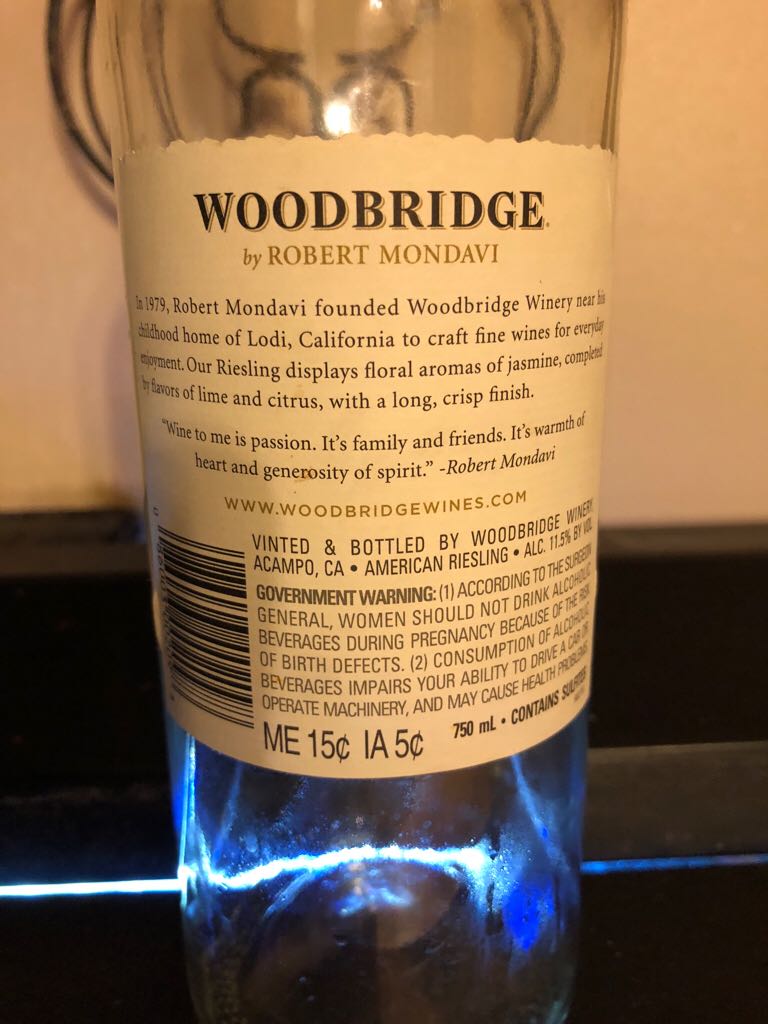 WOODBRIDGE
by ROBERT MONDAVI
In 1979, Robert Mondavi founded Woodbridge Winery near his
childhood home of Lodi, California to craft fine wines for everyday
enjoyment. Our Riesling displays floral aromas of jasmine, completed
by flavors of lime and citrus, with a long, crisp finish.
“Wine to me is passion. It’s family and friends. It’s warmth of
heart and generosity of spirit.” -Robert Mondavi
WWW.WOODBRIDGEWINES.COM
VINTED & BOTTLED BY WOODBRIDGE WINERY,
ACAMPO, CA • AMERICAN RIESLING • ALC. 11.5% BY VOL.
GOVERNMENT WARNING: (1) ACCORDING TO THE SURGEON
GENERAL, WOMEN SHOULD NOT DRINK ALCOHOLIC
BEVERAGES DURING PREGNANCY BECAUSE OF THE RISK
OF BIRTH DEFECTS. (2) CONSUMPTION OF ALCOHOLIC
BEVERAGES IMPAIRS YOUR ABILITY TO DRIVE A CAR OR
OPERATE MACHINERY, AND MAY CAUSE HEALTH PROBLEMS.
ME 15¢ IA 5¢
750 mL • CONTAINS SULFITES